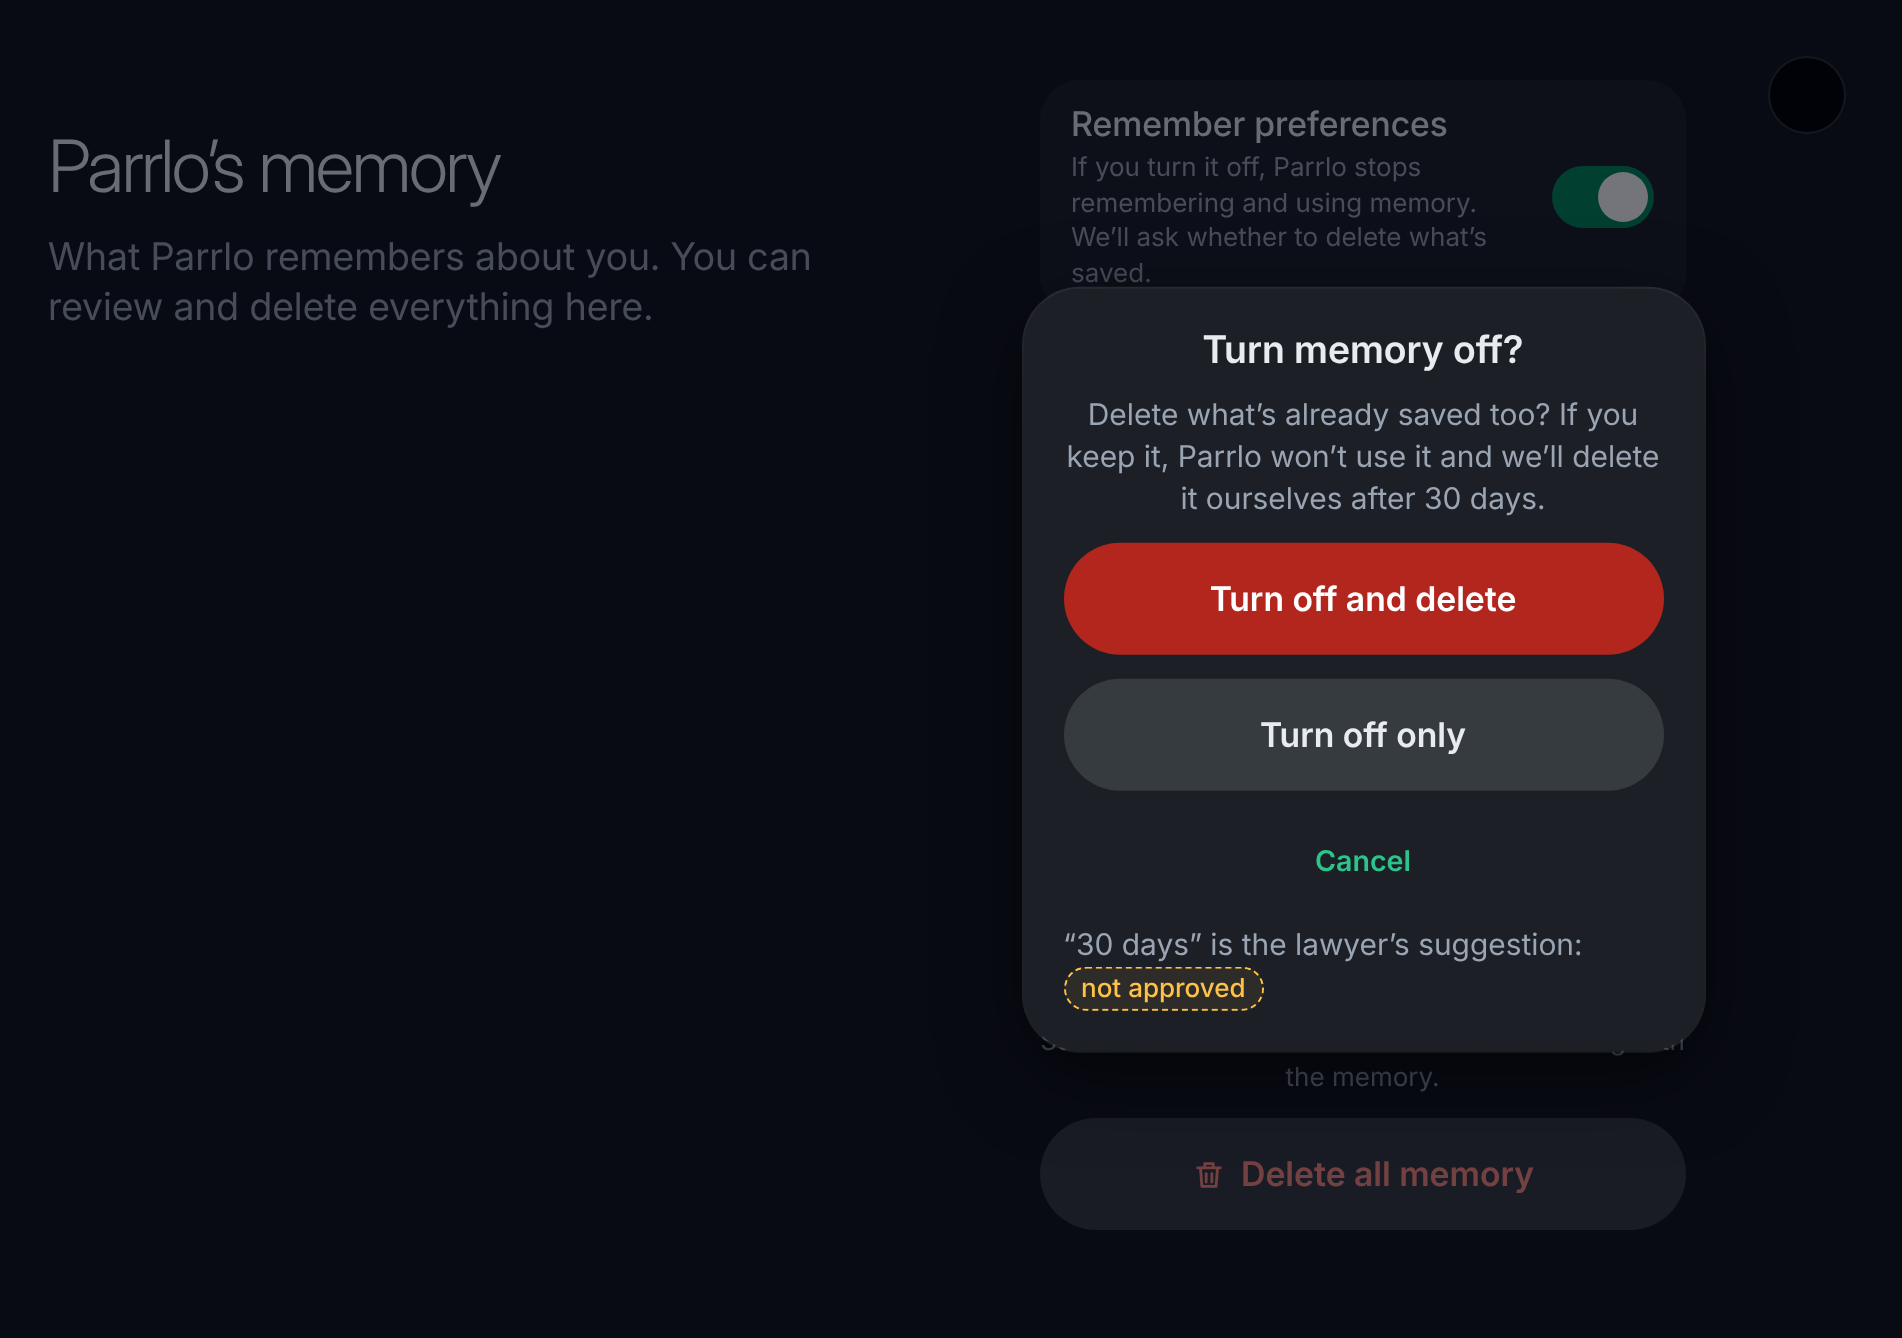 Parrlo’s memory
What Parrlo remembers about you. You can
review and delete everything here.
Remember preferences
If you turn it off, Parrlo stops
remembering and using memory.
We’ll ask whether to delete what’s
saved.
Turn memory off?
Delete what’s already saved too? If you
keep it, Parrlo won’t use it and we’ll delete
it ourselves after 30 days.
Turn off and delete
Turn off only
Cancel
“30 days” is the lawyer’s suggestion:
not approved
the memory.
Delete all memory